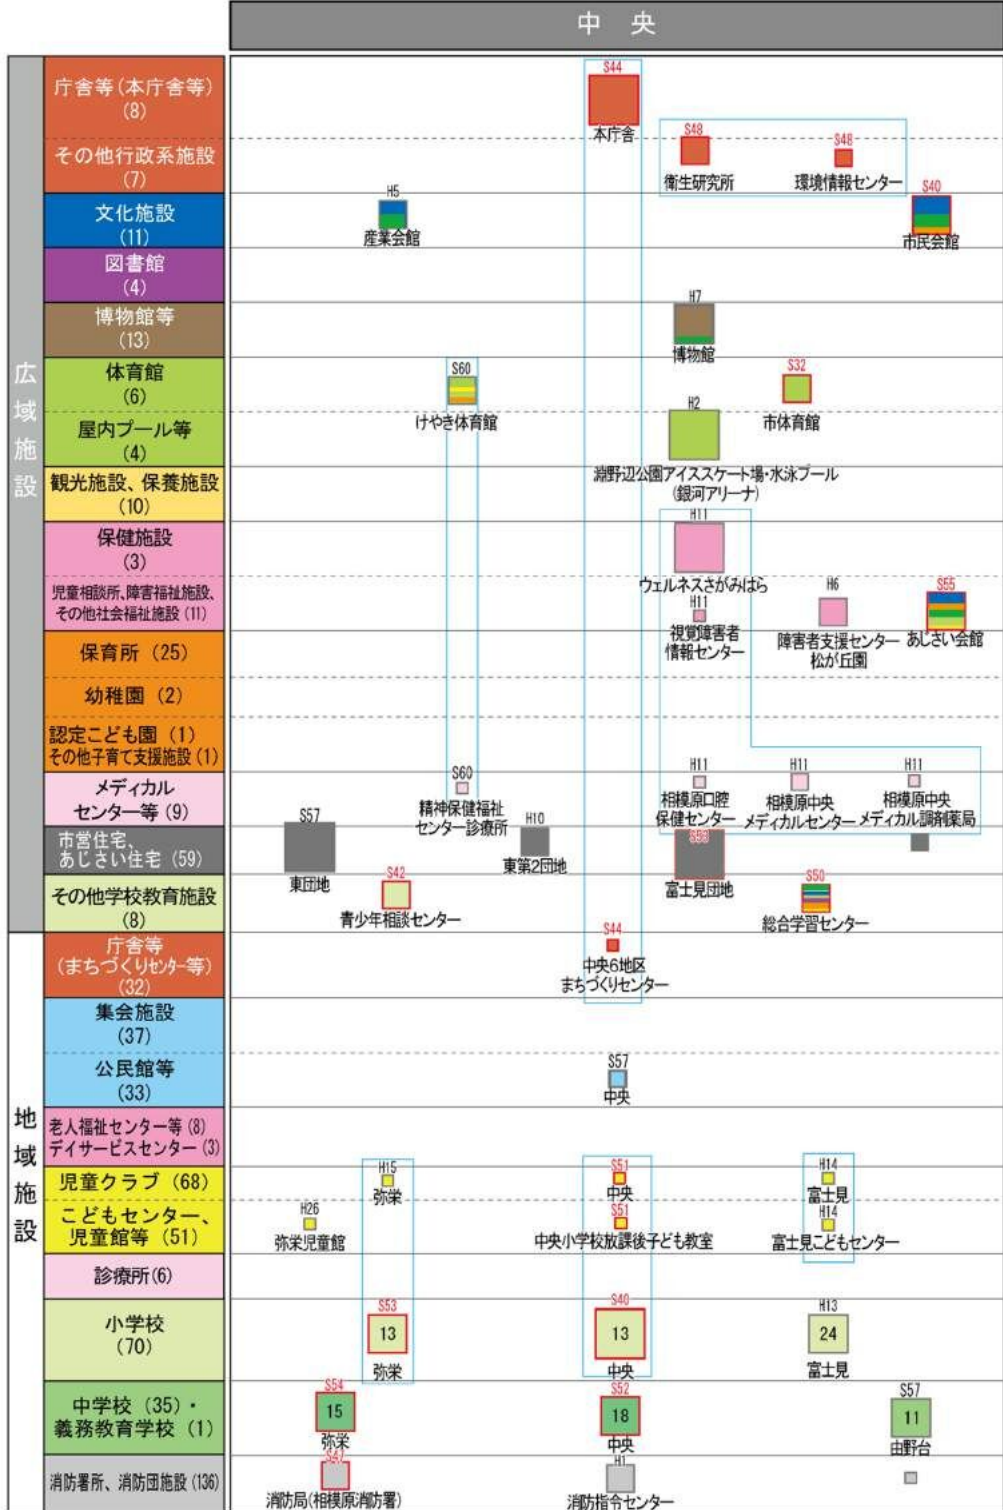 中 央
広域施設
庁舎等(本庁舎等)
(8)
S44
本庁舎
その他行政系施設
(7)
S48
衛生研究所
S48
環境情報センター
文化施設
(11)
H5
産業会館
S40
市民会館
図書館
(4)
博物館等
(13)
H7
博物館
体育館
(6)
S60
けやき体育館
S32
市体育館
屋内プール等
(4)
H2
淵野辺公園アイススケート場・水泳プール
(銀河アリーナ)
観光施設、保養施設
(10)
保健施設
(3)
H11
ウェルネスさがみはら
児童相談所、障害福祉施設、
その他社会福祉施設(11)
H11
視覚障害者
情報センター
H6
障害者支援センター
松が丘園
S55
あじさい会館
保育所(25)
幼稚園(2)
認定こども園(1)
その他子育て支援施設(1)
メディカル
センター等(9)
S60
精神保健福祉
センター診療所
H11
相模原口腔
保健センター
H11
相模原中央
メディカルセンター
H11
相模原中央
メディカル調剤薬局
市営住宅、
あじさい住宅(59)
S57
東団地
H10
東第2団地
S53
富士見団地
その他学校教育施設
(8)
S42
青少年相談センター
S50
総合学習センター
地域施設
庁舎等
(まちづくりセンター等)
(32)
S44
中央6地区
まちづくりセンター
集会施設
(37)
公民館等
(33)
S57
中央
老人福祉センター等(8)
デイサービスセンター(3)
児童クラブ(68)
H15
弥栄
S51
中央
H14
富士見
こどもセンター、
児童館等(51)
H26
弥栄児童館
S51
中央小学校放課後子ども教室
H14
富士見こどもセンター
診療所(6)
小学校
(70)
S53
13
弥栄
S40
13
中央
H13
24
富士見
中学校(35)・
義務教育学校(1)
S54
15
弥栄
S52
18
中央
S57
11
由野台
消防署所、消防団施設(136)
S47
消防局(相模原消防署)
H1
消防指令センター